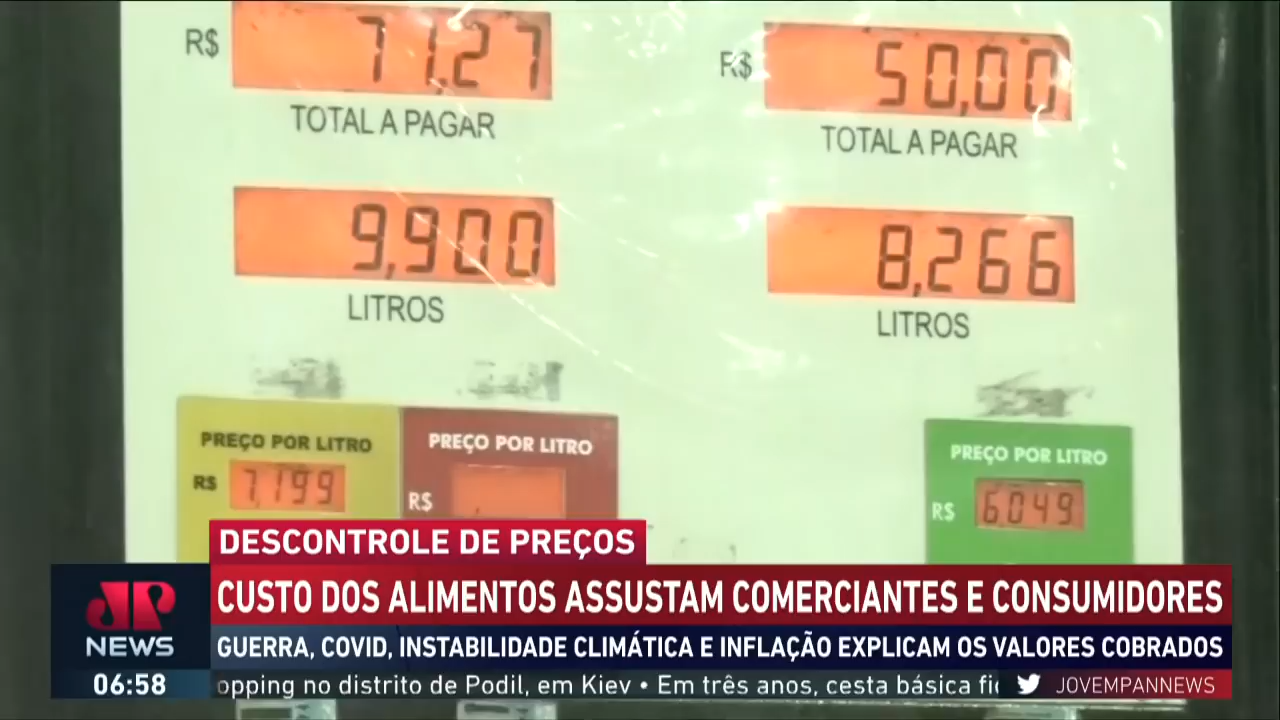 R$ 71,27
TOTAL A PAGAR
R$ 50,00
TOTAL A PAGAR
9,900
LITROS
8,266
LITROS
PREÇO POR LITRO
R$ 7,199
PREÇO POR LITRO
R$
PREÇO POR LITRO
R$ 6049
DESCONTROLE DE PREÇOS
CUSTO DOS ALIMENTOS ASSUSTAM COMERCIANTES E CONSUMIDORES
GUERRA, COVID, INSTABILIDADE CLIMÁTICA E INFLAÇÃO EXPLICAM OS VALORES COBRADOS
JP
NEWS
06:58
opping no distrito de Podil, em Kiev • Em três anos, cesta básica
JOVEMPANNEWS